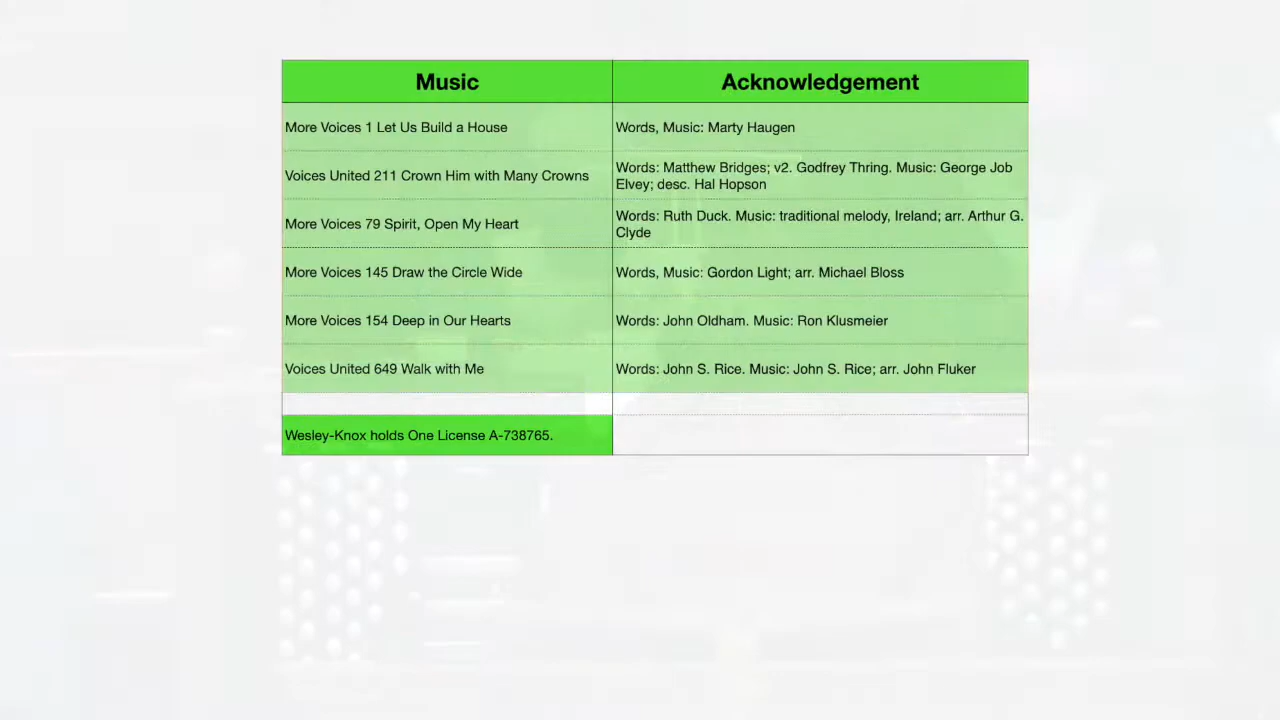 Music
Acknowledgement
More Voices 1 Let Us Build a House
Words, Music: Marty Haugen
Voices United 211 Crown Him with Many Crowns
Words: Matthew Bridges; v2. Godfrey Thring. Music: George Job
Elvey; desc. Hal Hopson
More Voices 79 Spirit, Open My Heart
Words: Ruth Duck. Music: traditional melody, Ireland; arr. Arthur G.
Clyde
More Voices 145 Draw the Circle Wide
Words, Music: Gordon Light; arr. Michael Bloss
More Voices 154 Deep in Our Hearts
Words: John Oldham. Music: Ron Klusmeier
Voices United 649 Walk with Me
Words: John S. Rice. Music: John S. Rice; arr. John Fluker
Wesley-Knox holds One License A-738765.